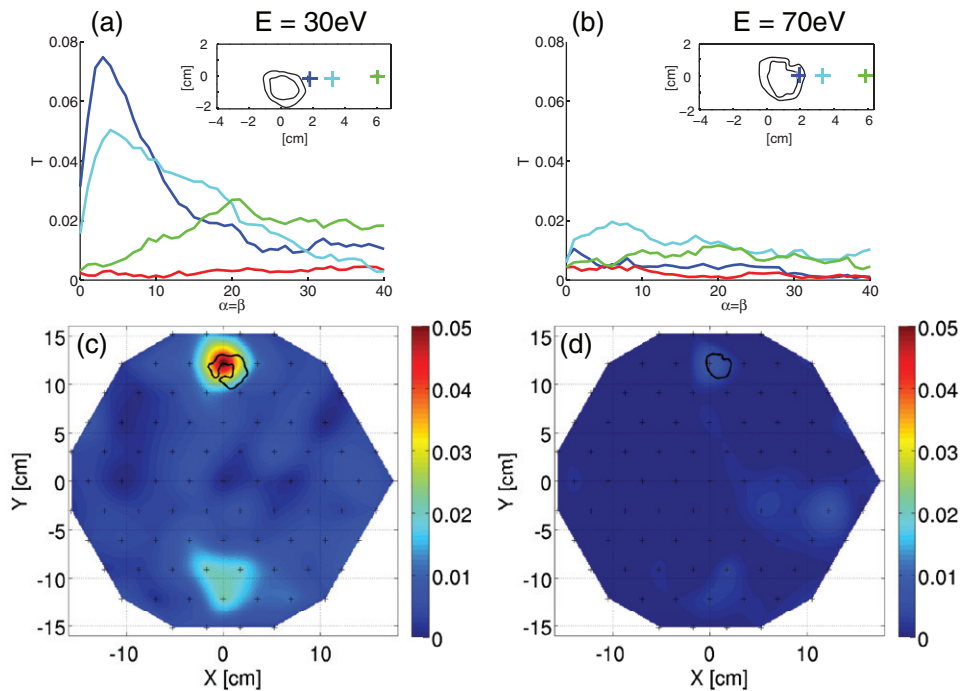 (a) E = 30eV
0.08
0.06
T 0.04
0.02
0
0 10 20 30 40
α=β
2
0
−2
[cm]
−4 −2 0 2 4 6
[cm]
(b) E = 70eV
0.08
0.06
T 0.04
0.02
0
0 10 20 30 40
α=β
2
0
−2
[cm]
−4 −2 0 2 4 6
[cm]
(c)
15
10
5
0
-5
-10
-15
Y [cm]
-10 0 10
X [cm]
0.05
0.04
0.03
0.02
0.01
0
(d)
15
10
5
0
-5
-10
-15
Y [cm]
-10 0 10
X [cm]
0.05
0.04
0.03
0.02
0.01
0